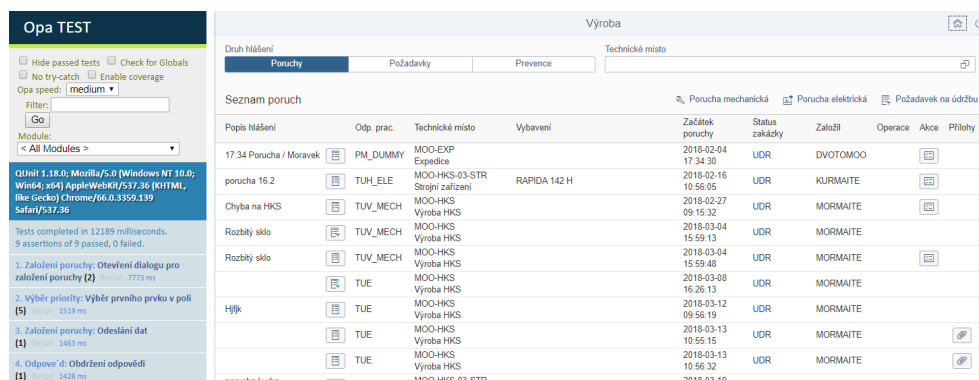 Opa TEST
Hide passed tests Check for Globals
No try-catch Enable coverage
Opa speed: medium
Filter:
Go
Module:
< All Modules >
QUnit 1.18.0; Mozilla/5.0 (Windows NT 10.0;
Win64; x64) AppleWebKit/537.36 (KHTML,
like Gecko) Chrome/66.0.3359.139
Safari/537.36
Tests completed in 12189 milliseconds.
9 assertions of 9 passed, 0 failed.
1. Založení poruchy: Otevření dialogu pro
založení poruchy (2) Rerun 7773 ms
2. Výběr priority: Výběr prvního prvku v poli
(5) Rerun 1519 ms
3. Založení poruchy: Odeslání dat
(1) Rerun 1463 ms
4. Odpove´d: Obdržení odpovědi
(1) Rerun 1428 ms
Výroba
Druh hlášení Technické místo
Poruchy Požadavky Prevence
Seznam poruch Porucha mechanická Porucha elektrická Požadavek na údržbu
Popis hlášení Odp. prac. Technické místo Vybavení Začátek poruchy Status zakázky Založil Operace Akce Přílohy
17:34 Porucha / Moravek PM_DUMMY MOO-EXP Expedice 2018-02-04 17:34:30 UDR DVOTOMOO
porucha 16.2 TUH_ELE MOO-HKS-03-STR Strojní zařízení RAPIDA 142 H 2018-02-16 10:56:05 UDR KURMAITE
Chyba na HKS TUV_MECH MOO-HKS Výroba HKS 2018-02-27 09:15:32 UDR MORMAITE
Rozbitý sklo TUV_MECH MOO-HKS Výroba HKS 2018-03-04 15:59:13 UDR MORMAITE
Rozbitý sklo TUV_MECH MOO-HKS Výroba HKS 2018-03-04 15:59:48 UDR MORMAITE
TUE MOO-HKS Výroba HKS 2018-03-08 16:26:13 UDR MORMAITE
Hjfjk TUE MOO-HKS Výroba HKS 2018-03-12 09:56:19 UDR MORMAITE
TUE MOO-HKS Výroba HKS 2018-03-13 10:55:15 UDR MORMAITE
TUE MOO-HKS Výroba HKS 2018-03-13 10:56:32 UDR MORMAITE
MOO-HKS-03-STR 2018-03-19